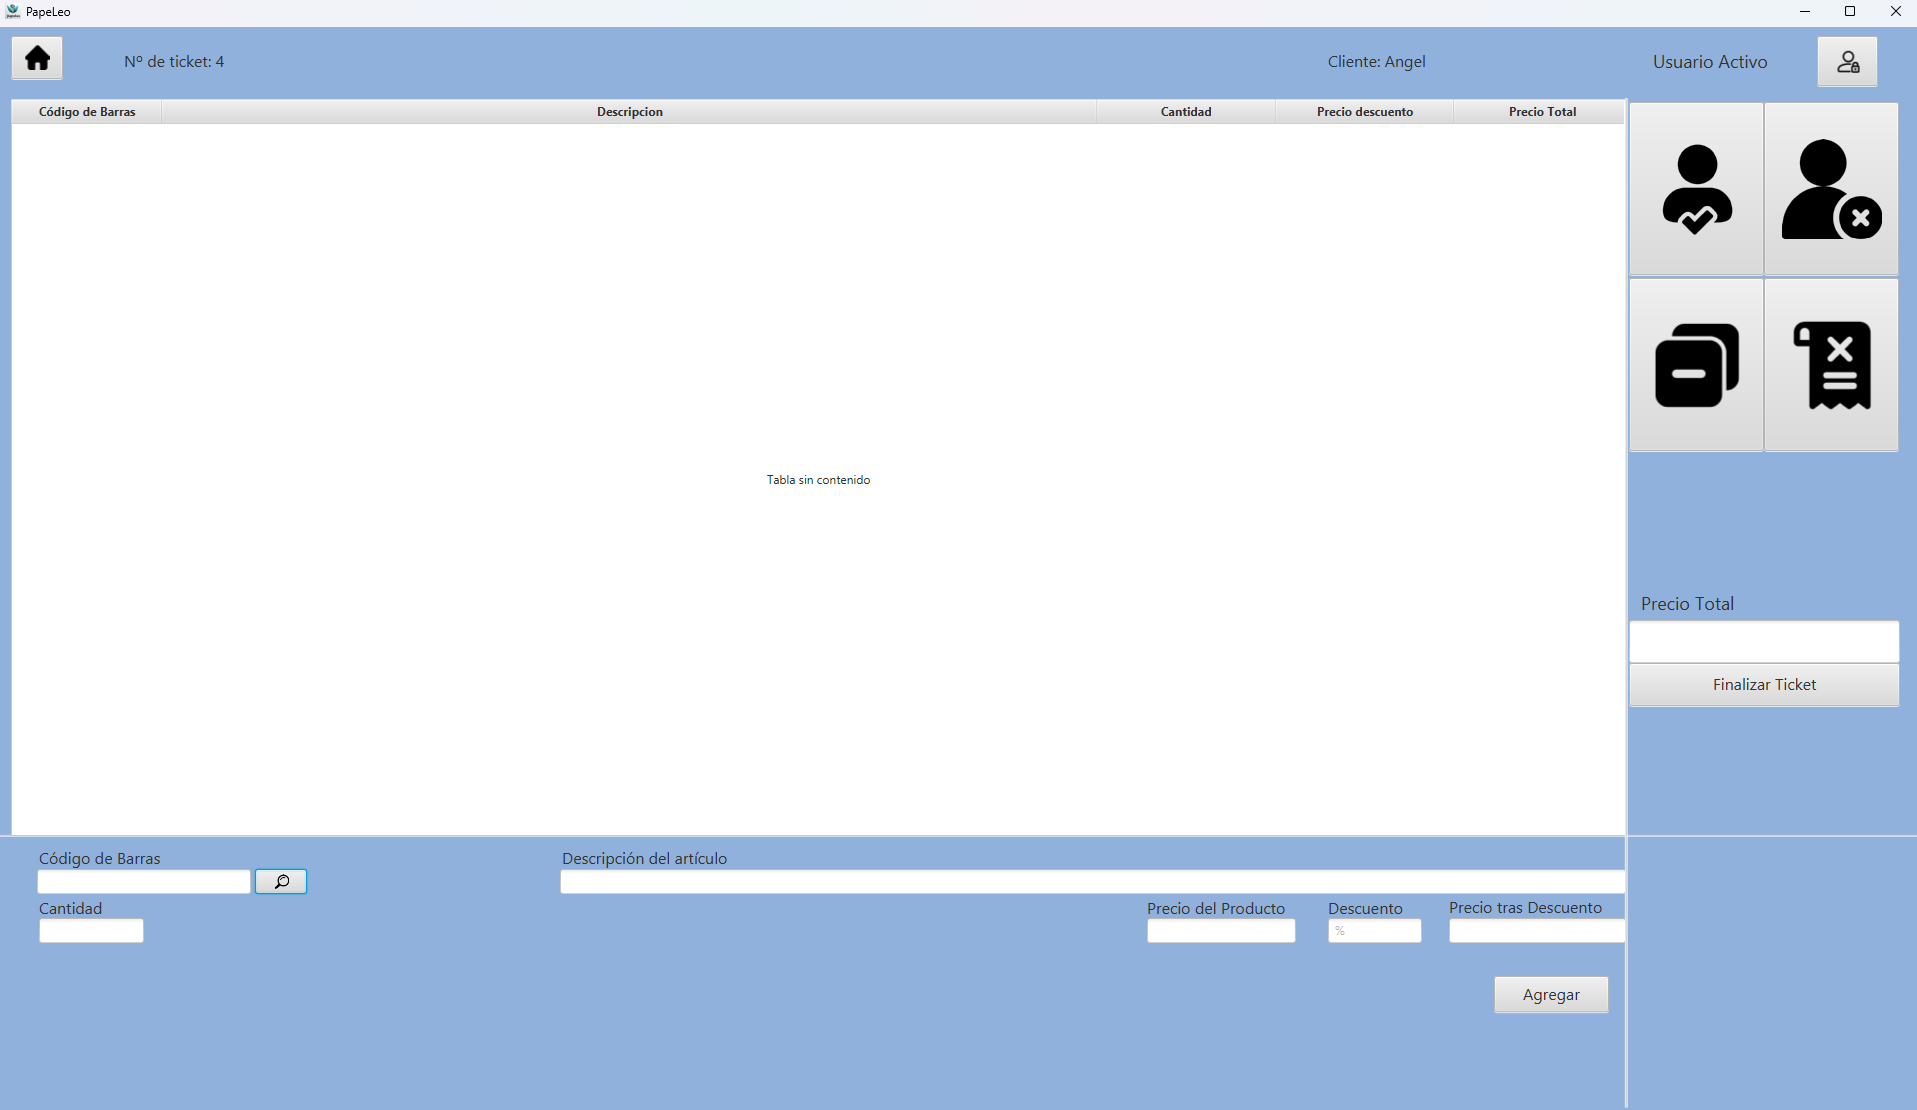 PapeLeo
Nº de ticket: 4
Cliente: Angel
Usuario Activo
Código de Barras
Descripcion
Cantidad
Precio descuento
Precio Total
Tabla sin contenido
Precio Total
Finalizar Ticket
Código de Barras
Descripción del artículo
Cantidad
Precio del Producto
Descuento
Precio tras Descuento
%
Agregar